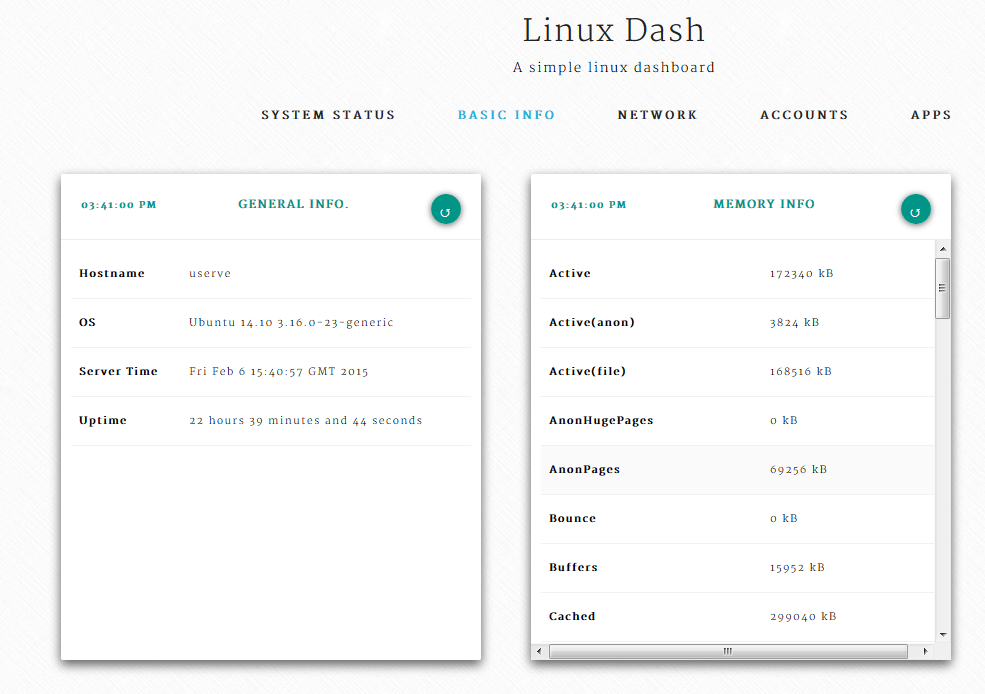 Linux Dash
A simple linux dashboard
SYSTEM STATUS BASIC INFO NETWORK ACCOUNTS APPS
03:41:00 PM GENERAL INFO.
Hostname userve
OS Ubuntu 14.10 3.16.0-23-generic
Server Time Fri Feb 6 15:40:57 GMT 2015
Uptime 22 hours 39 minutes and 44 seconds
03:41:00 PM MEMORY INFO
Active 172340 kB
Active(anon) 3824 kB
Active(file) 168516 kB
AnonHugePages 0 kB
AnonPages 69256 kB
Bounce 0 kB
Buffers 15952 kB
Cached 299040 kB